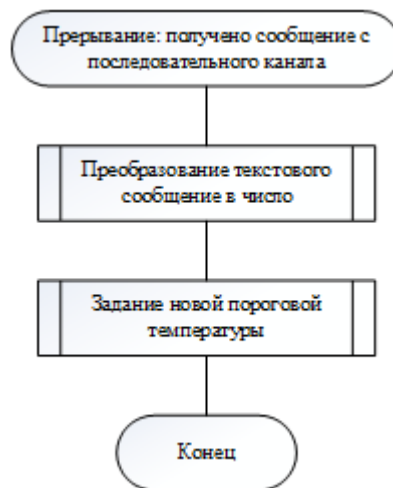 Прерывание: получено сообщение с
последовательного канала
Преобразование текстового
сообщение в число
Задание новой пороговой
температуры
Конец